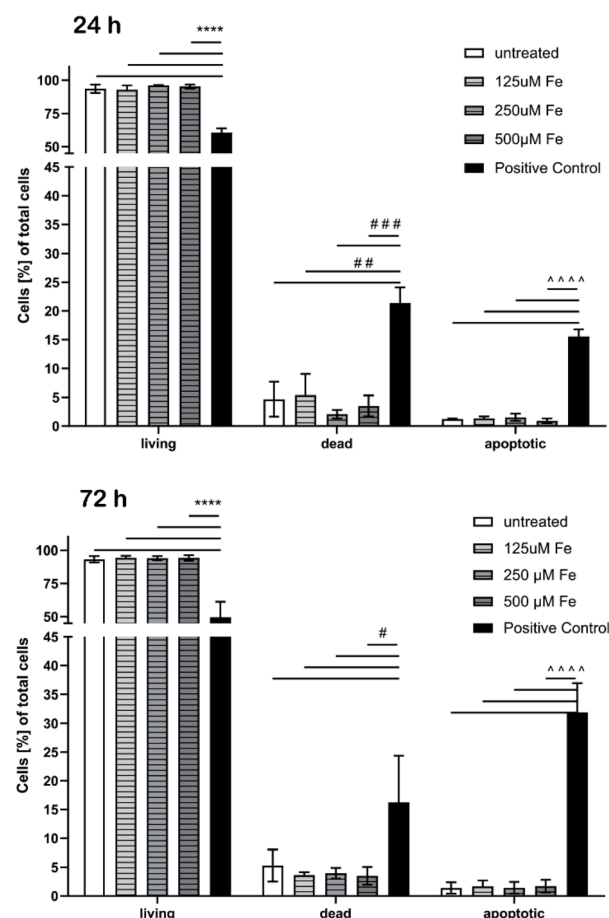 24 h
****
untreated
125uM Fe
250uM Fe
500µM Fe
Positive Control
Cells [%] of total cells
100
75
50
45
40
35
30
25
20
15
10
5
0
# # #
# #
^ ^ ^ ^
living dead apoptotic
72 h
****
untreated
125uM Fe
250 µM Fe
500 µM Fe
Positive Control
Cells [%] of total cells
100
75
50
45
40
35
30
25
20
15
10
5
0
#
^ ^ ^ ^
living dead apoptotic